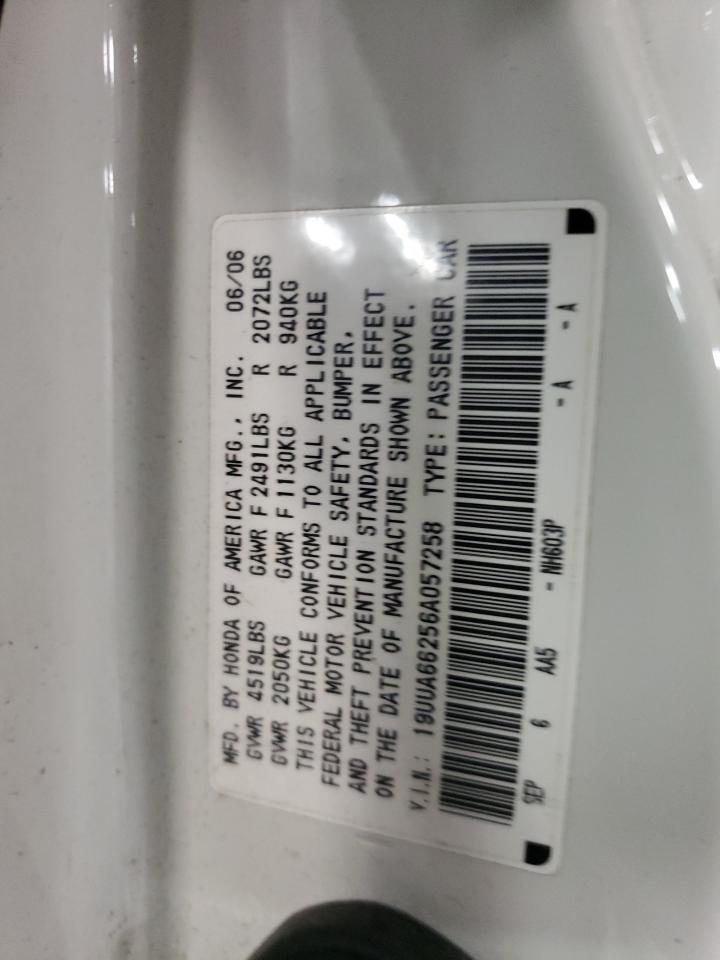 MFD. BY HONDA OF AMERICA MFG., INC. 06/06
GVWR 4519LBS GAWR F 2491LBS R 2072LBS
GVWR 2050KG GAWR F 1130KG R 940KG
THIS VEHICLE CONFORMS TO ALL APPLICABLE
FEDERAL MOTOR VEHICLE SAFETY, BUMPER,
AND THEFT PREVENTION STANDARDS IN EFFECT
ON THE DATE OF MANUFACTURE SHOWN ABOVE.
V.I.N.: 19UUA66256A057258 TYPE: PASSENGER CAR
SEP 6 AA5 - NH603P - A - A